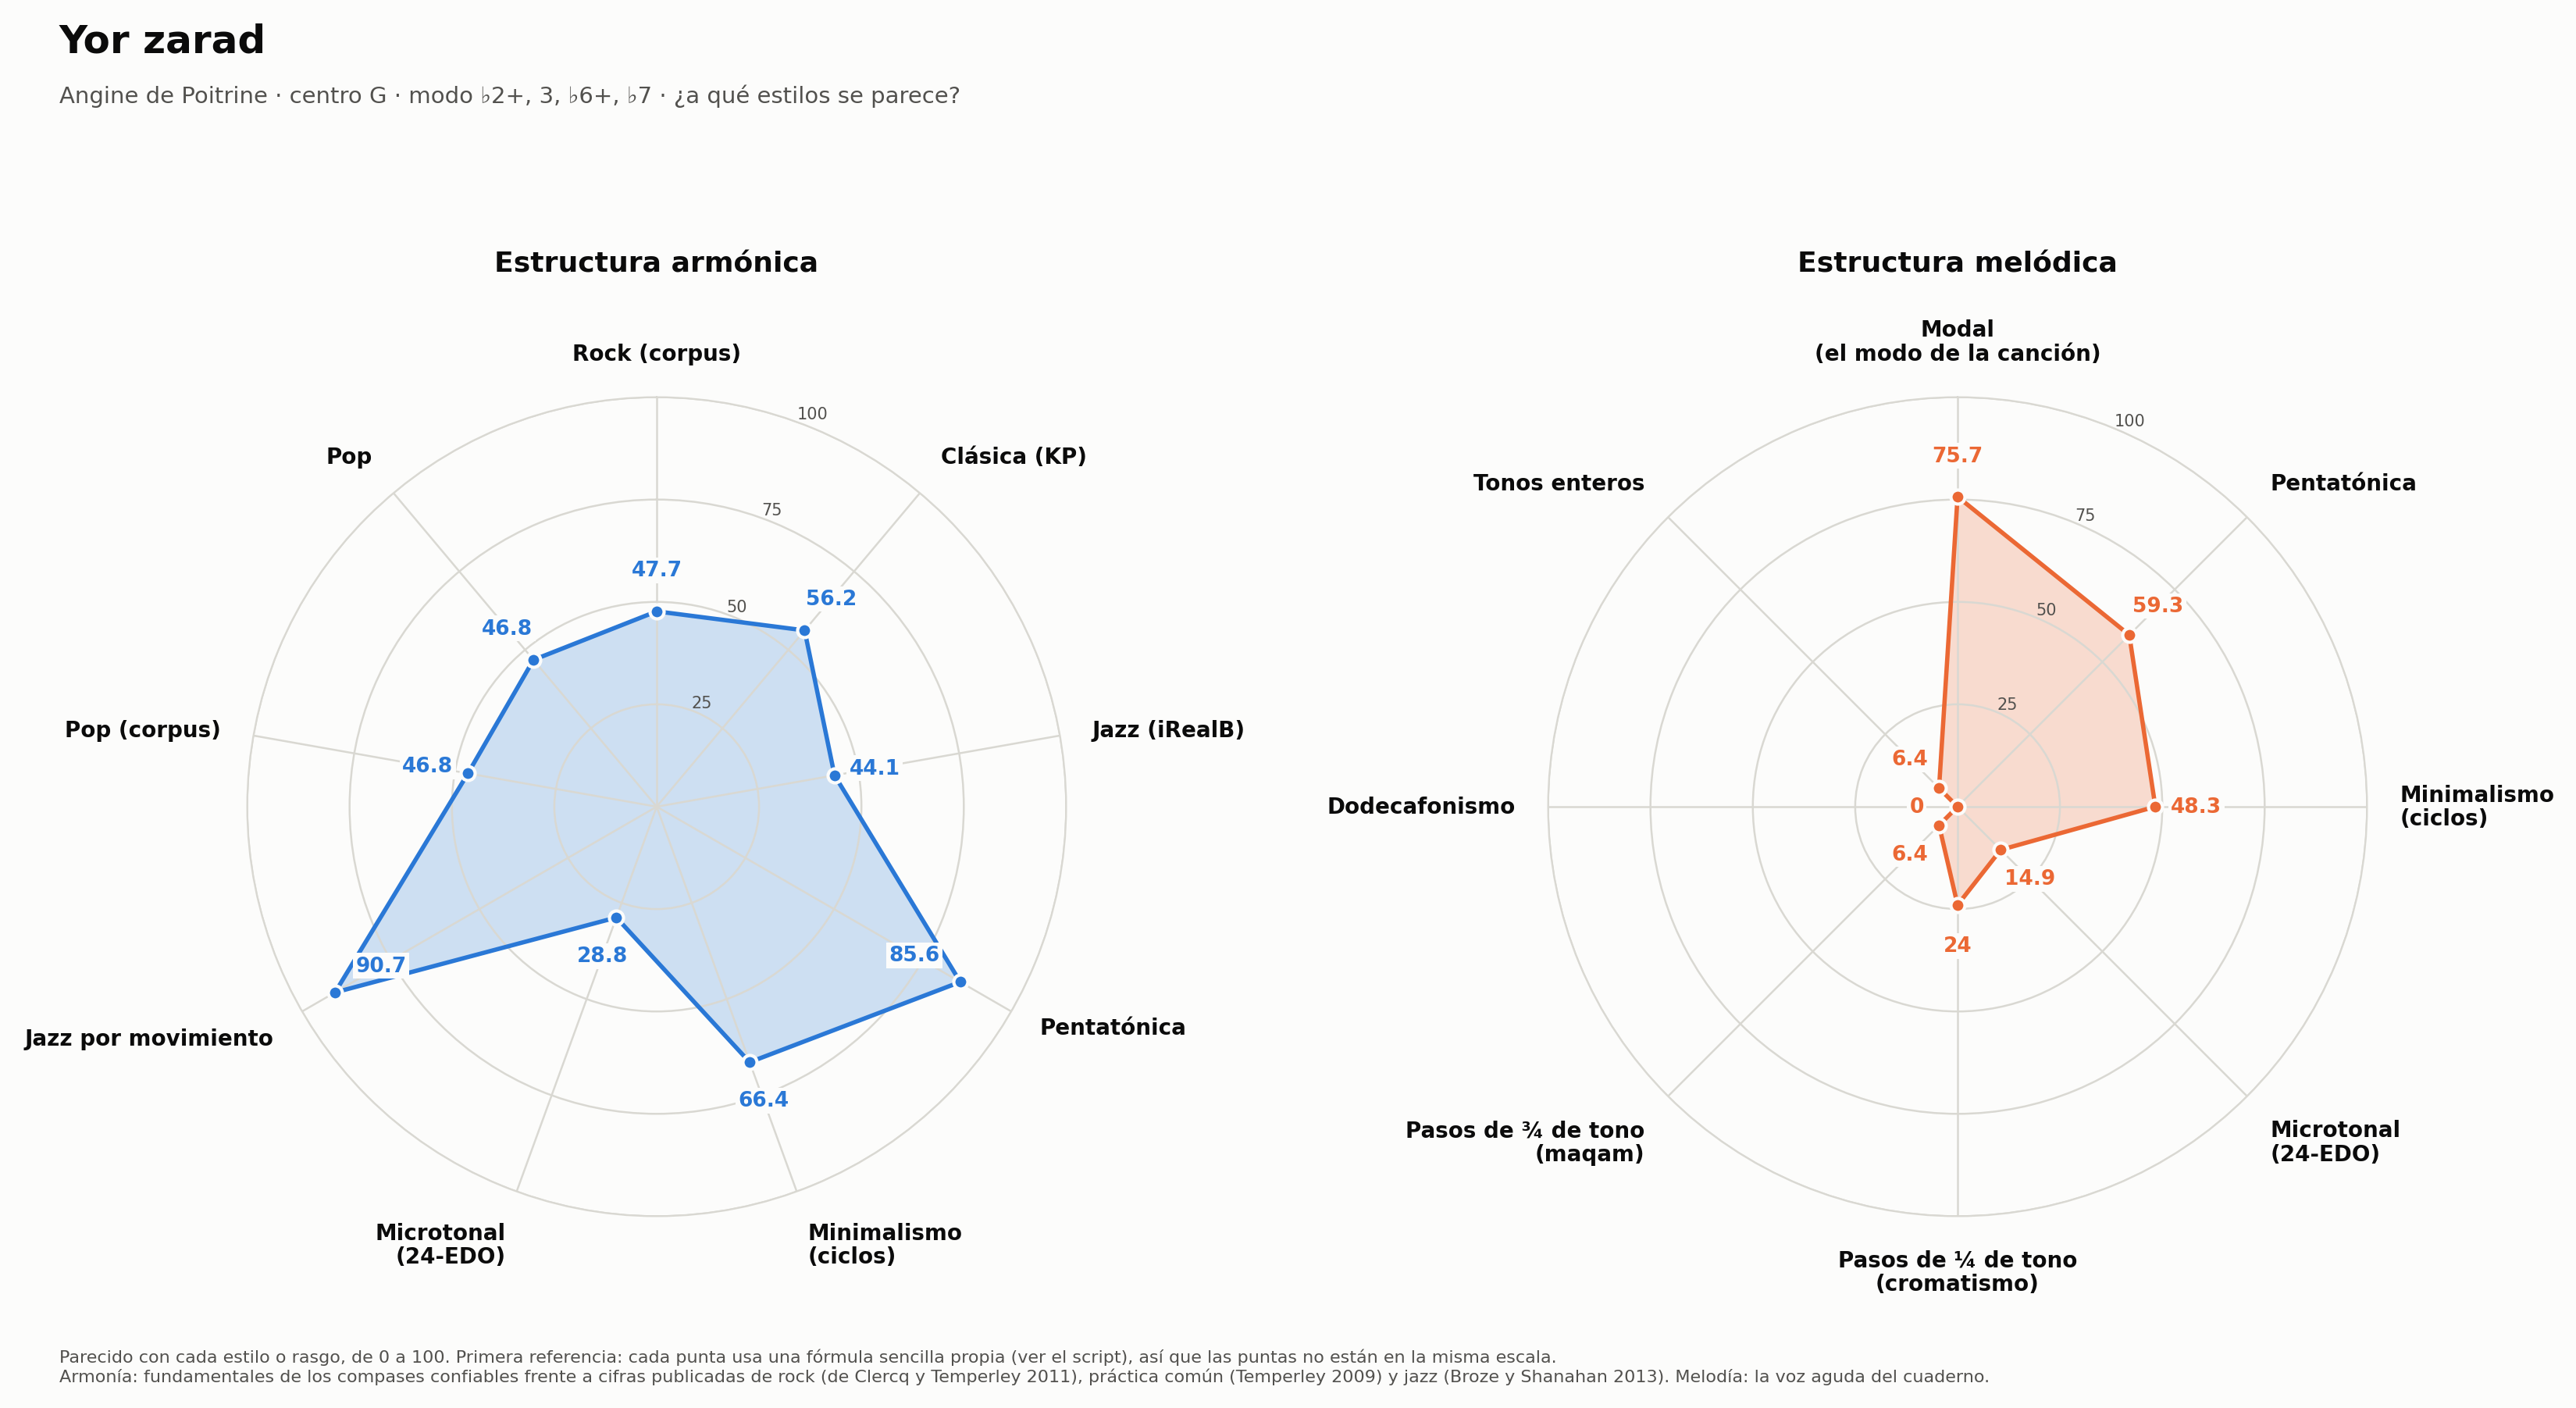 Yor zarad
Angine de Poitrine · centro G · modo ♭2+, 3, ♭6+, ♭7 · ¿a qué estilos se parece?
Estructura armónica
Rock (corpus)
100
Clásica (KP)
Pop
75
47.7
56.2
50
46.8
25
Jazz (iRealB)
Pop (corpus)
46.8
44.1
85.6
90.7
28.8
Pentatónica
Jazz por movimiento
66.4
Microtonal
(24-EDO)
Minimalismo
(ciclos)
Estructura melódica
Modal
(el modo de la canción)
100
75.7
Tonos enteros
Pentatónica
75
59.3
50
25
6.4
Dodecafonismo
0
48.3
Minimalismo
(ciclos)
6.4
14.9
24
Pasos de ¾ de tono
(maqam)
Microtonal
(24-EDO)
Pasos de ¼ de tono
(cromatismo)
Parecido con cada estilo o rasgo, de 0 a 100. Primera referencia: cada punta usa una fórmula sencilla propia (ver el script), así que las puntas no están en la misma escala.
Armonía: fundamentales de los compases confiables frente a cifras publicadas de rock (de Clercq y Temperley 2011), práctica común (Temperley 2009) y jazz (Broze y Shanahan 2013). Melodía: la voz aguda del cuaderno.